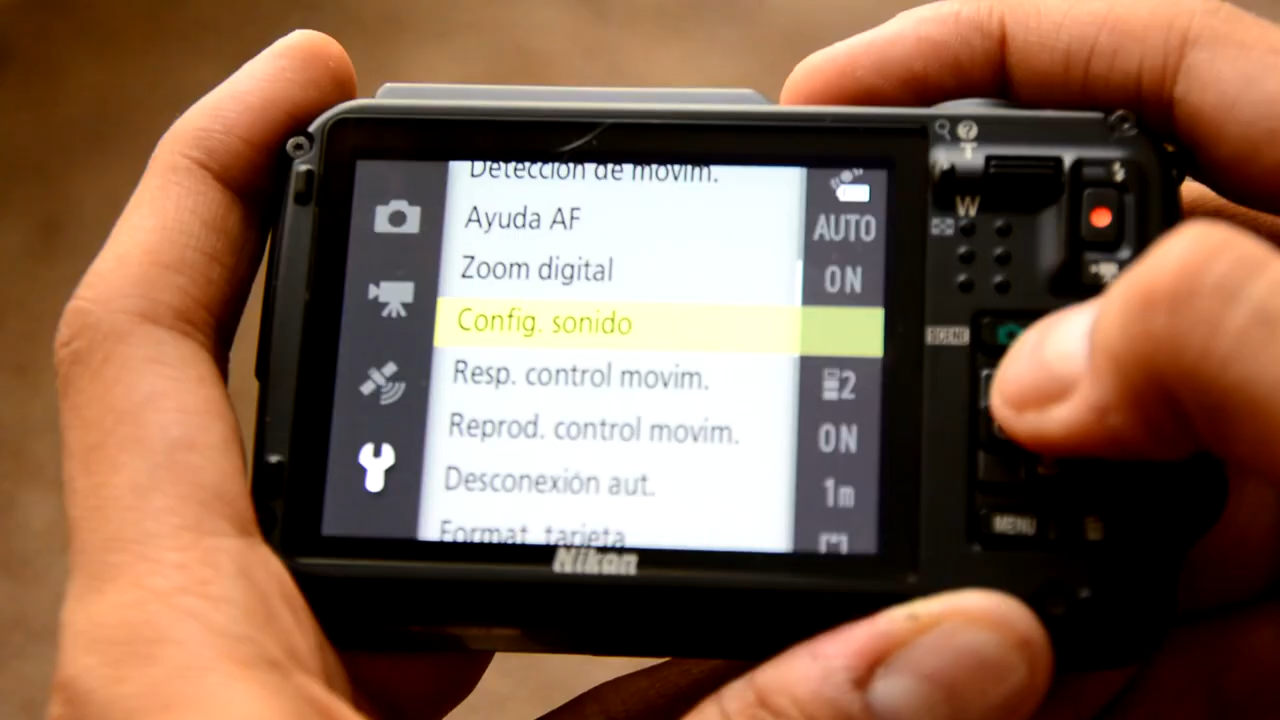 Detección de movim.
Ayuda AF AUTO
Zoom digital ON
Config. sonido
Resp. control movim. 2
Reprod. control movim. ON
Desconexión aut. 1m
Format. tarjeta
Nikon
T
W
SCENE
MENU